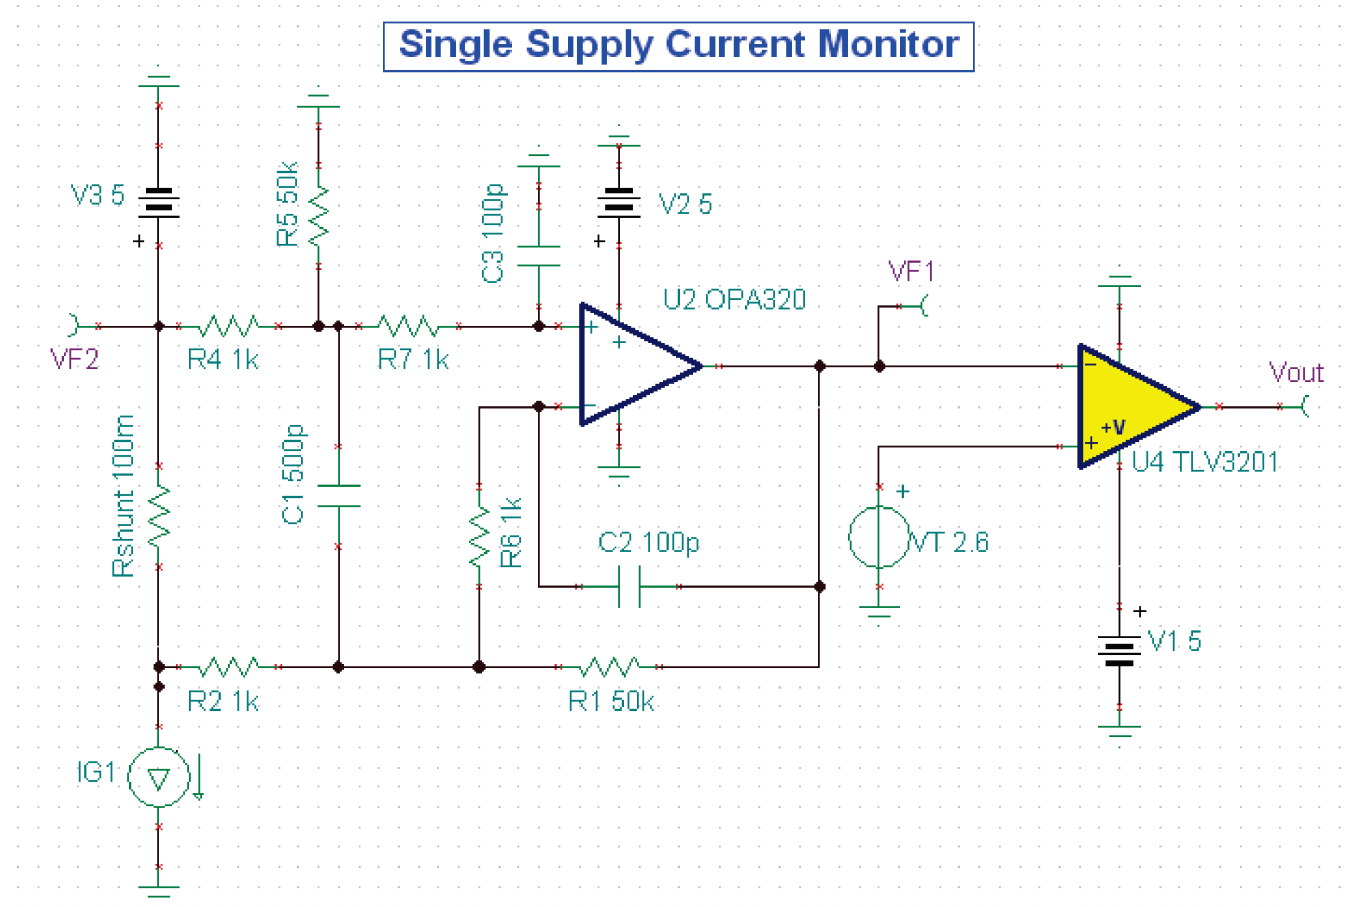 Single Supply Current Monitor
V3 5
+
R5 50k
C3 100p
V2 5
+
U2 OPA320
VF1
VF2
R4 1k
R7 1k
+
+
−
−
+V
+
Vout
U4 TLV3201
Rshunt 100m
C1 500p
R6 1k
C2 100p
+
VT 2.6
+
V1 5
R2 1k
R1 50k
IG1